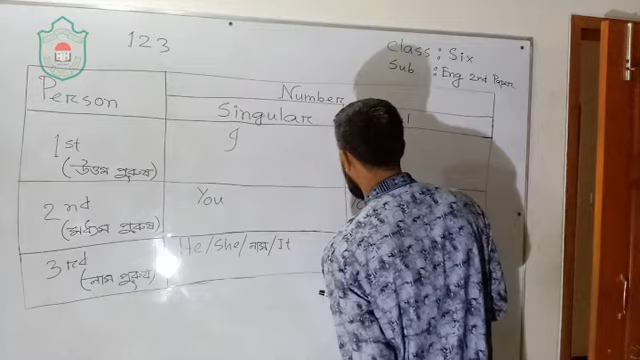 123
Class : Six
Sub : Eng 2nd Paper
Person
Number
Singular
1st
I
(উত্তম পুরুষ)
2nd
You
(মধ্যম পুরুষ)
3rd
He/She/নাম/It
(নাম পুরুষ)